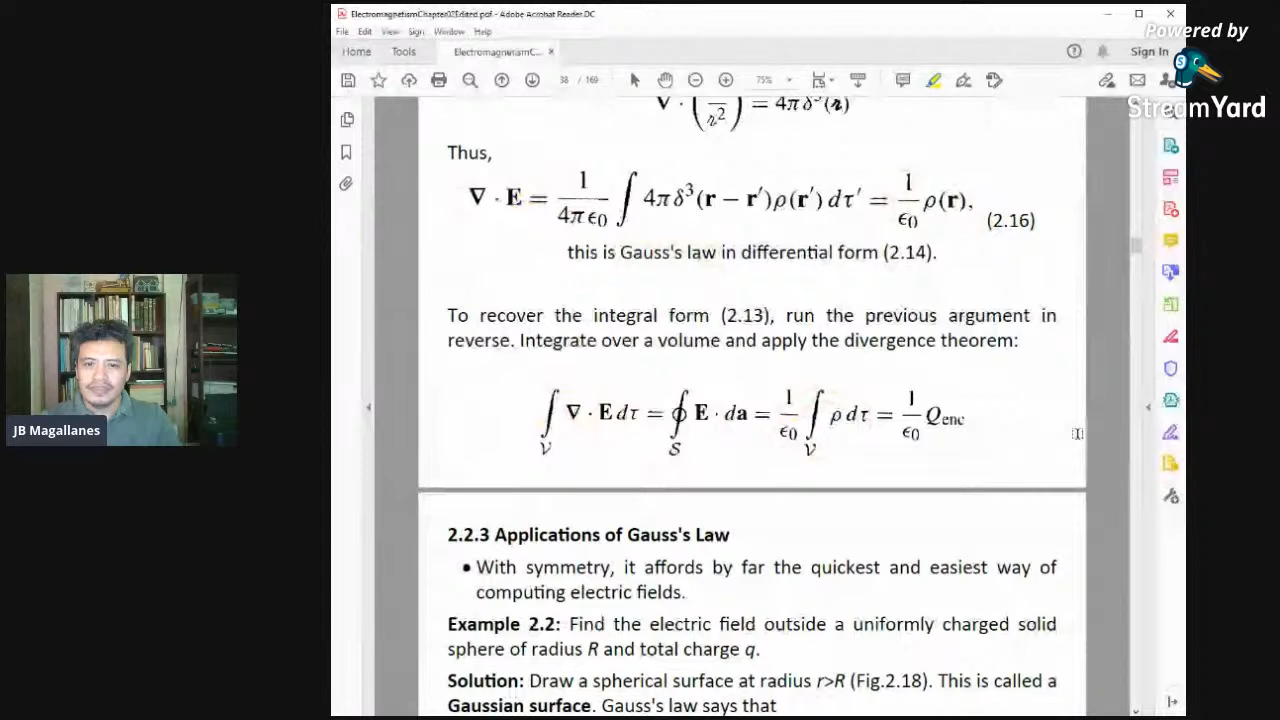 ElectromagnetismChapter02Edited.pdf - Adobe Acrobat Reader DC
File Edit View Sign Window Help
Home Tools ElectromagnetismC... × Sign In
38 / 169 75%
Powered by
StreamYard
∇ · ( / 𝓇²) = 4πδ³(𝓇)
Thus,
∇ · E = 1/4πϵ₀ ∫ 4πδ³(r − r′)ρ(r′) dτ′ = 1/ϵ₀ ρ(r), (2.16)
this is Gauss's law in differential form (2.14).
To recover the integral form (2.13), run the previous argument in
reverse. Integrate over a volume and apply the divergence theorem:
∫_𝒱 ∇ · E dτ = ∮_𝒮 E · da = 1/ϵ₀ ∫_𝒱 ρ dτ = 1/ϵ₀ Qenc
2.2.3 Applications of Gauss's Law
• With symmetry, it affords by far the quickest and easiest way of
computing electric fields.
Example 2.2: Find the electric field outside a uniformly charged solid
sphere of radius R and total charge q.
Solution: Draw a spherical surface at radius r>R (Fig.2.18). This is called a
Gaussian surface. Gauss's law says that
JB Magallanes